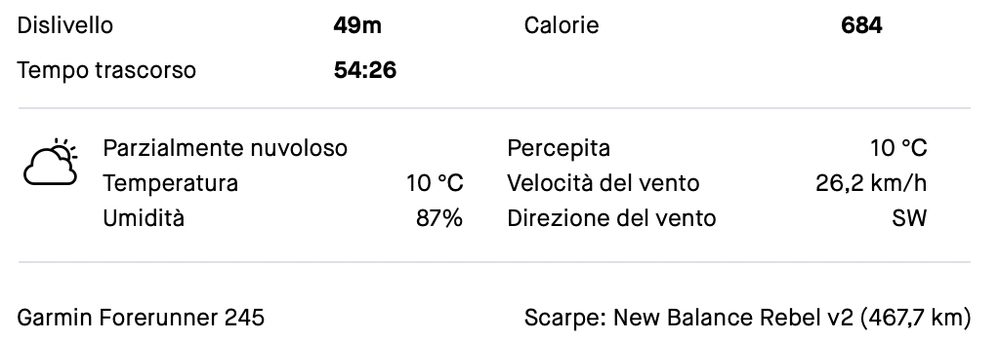 Dislivello 49m Calorie 684
Tempo trascorso 54:26
Parzialmente nuvoloso Percepita 10 °C
Temperatura 10 °C Velocità del vento 26,2 km/h
Umidità 87% Direzione del vento SW
Garmin Forerunner 245 Scarpe: New Balance Rebel v2 (467,7 km)